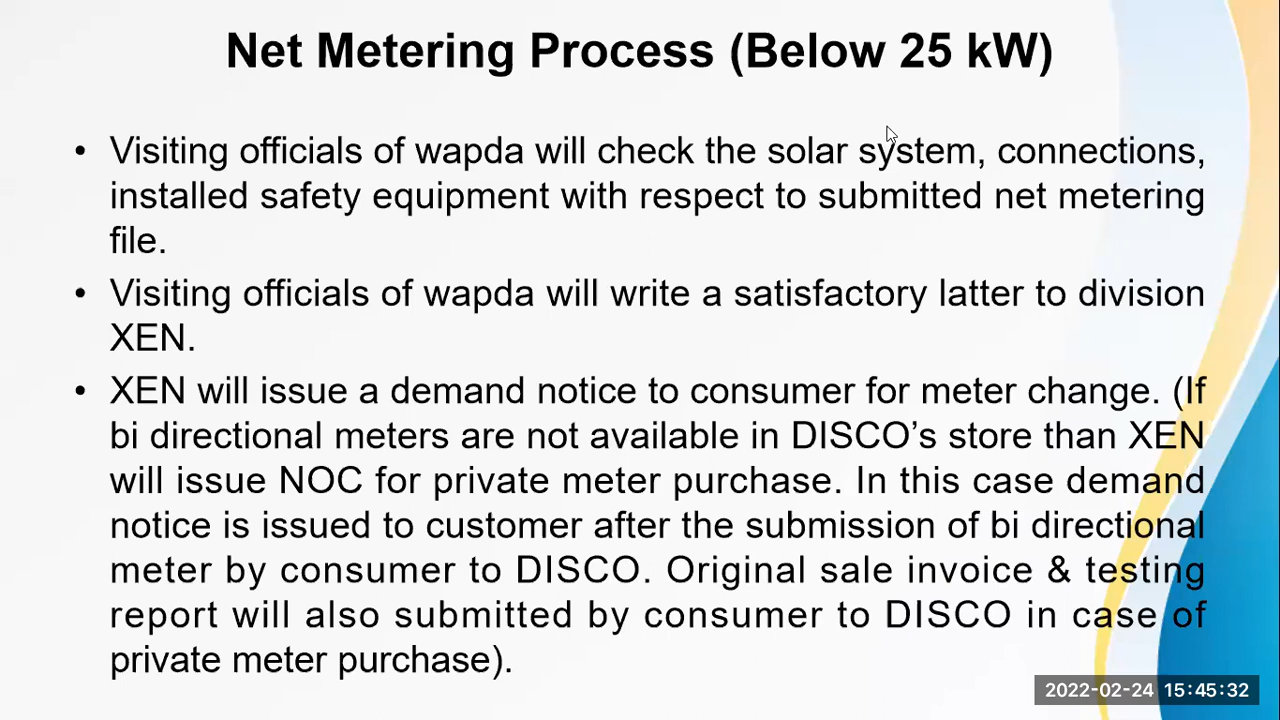 Net Metering Process (Below 25 kW)
• Visiting officials of wapda will check the solar system, connections,
installed safety equipment with respect to submitted net metering
file.
• Visiting officials of wapda will write a satisfactory latter to division
XEN.
• XEN will issue a demand notice to consumer for meter change. (If
bi directional meters are not available in DISCO’s store than XEN
will issue NOC for private meter purchase. In this case demand
notice is issued to customer after the submission of bi directional
meter by consumer to DISCO. Original sale invoice & testing
report will also submitted by consumer to DISCO in case of
private meter purchase).
2022-02-24 15:45:32